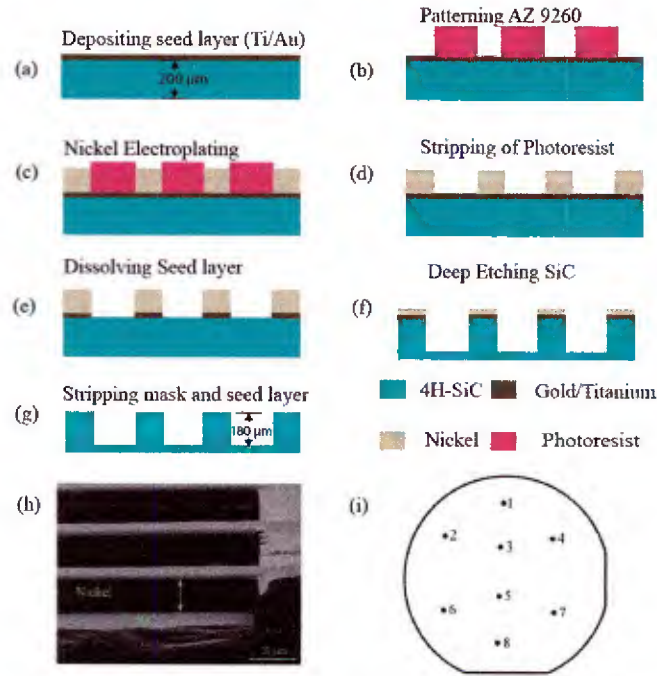 Depositing seed layer (Ti/Au)
(a)
200 µm
Patterning AZ 9260
(b)
Nickel Electroplating
(c)
Stripping of Photoresist
(d)
Dissolving Seed layer
(e)
Deep Etching SiC
(f)
Stripping mask and seed layer
(g)
180 µm
4H-SiC
Gold/Titanium
Nickel
Photoresist
(h)
Nickel
(i)
1
2
4
3
5
6
7
8